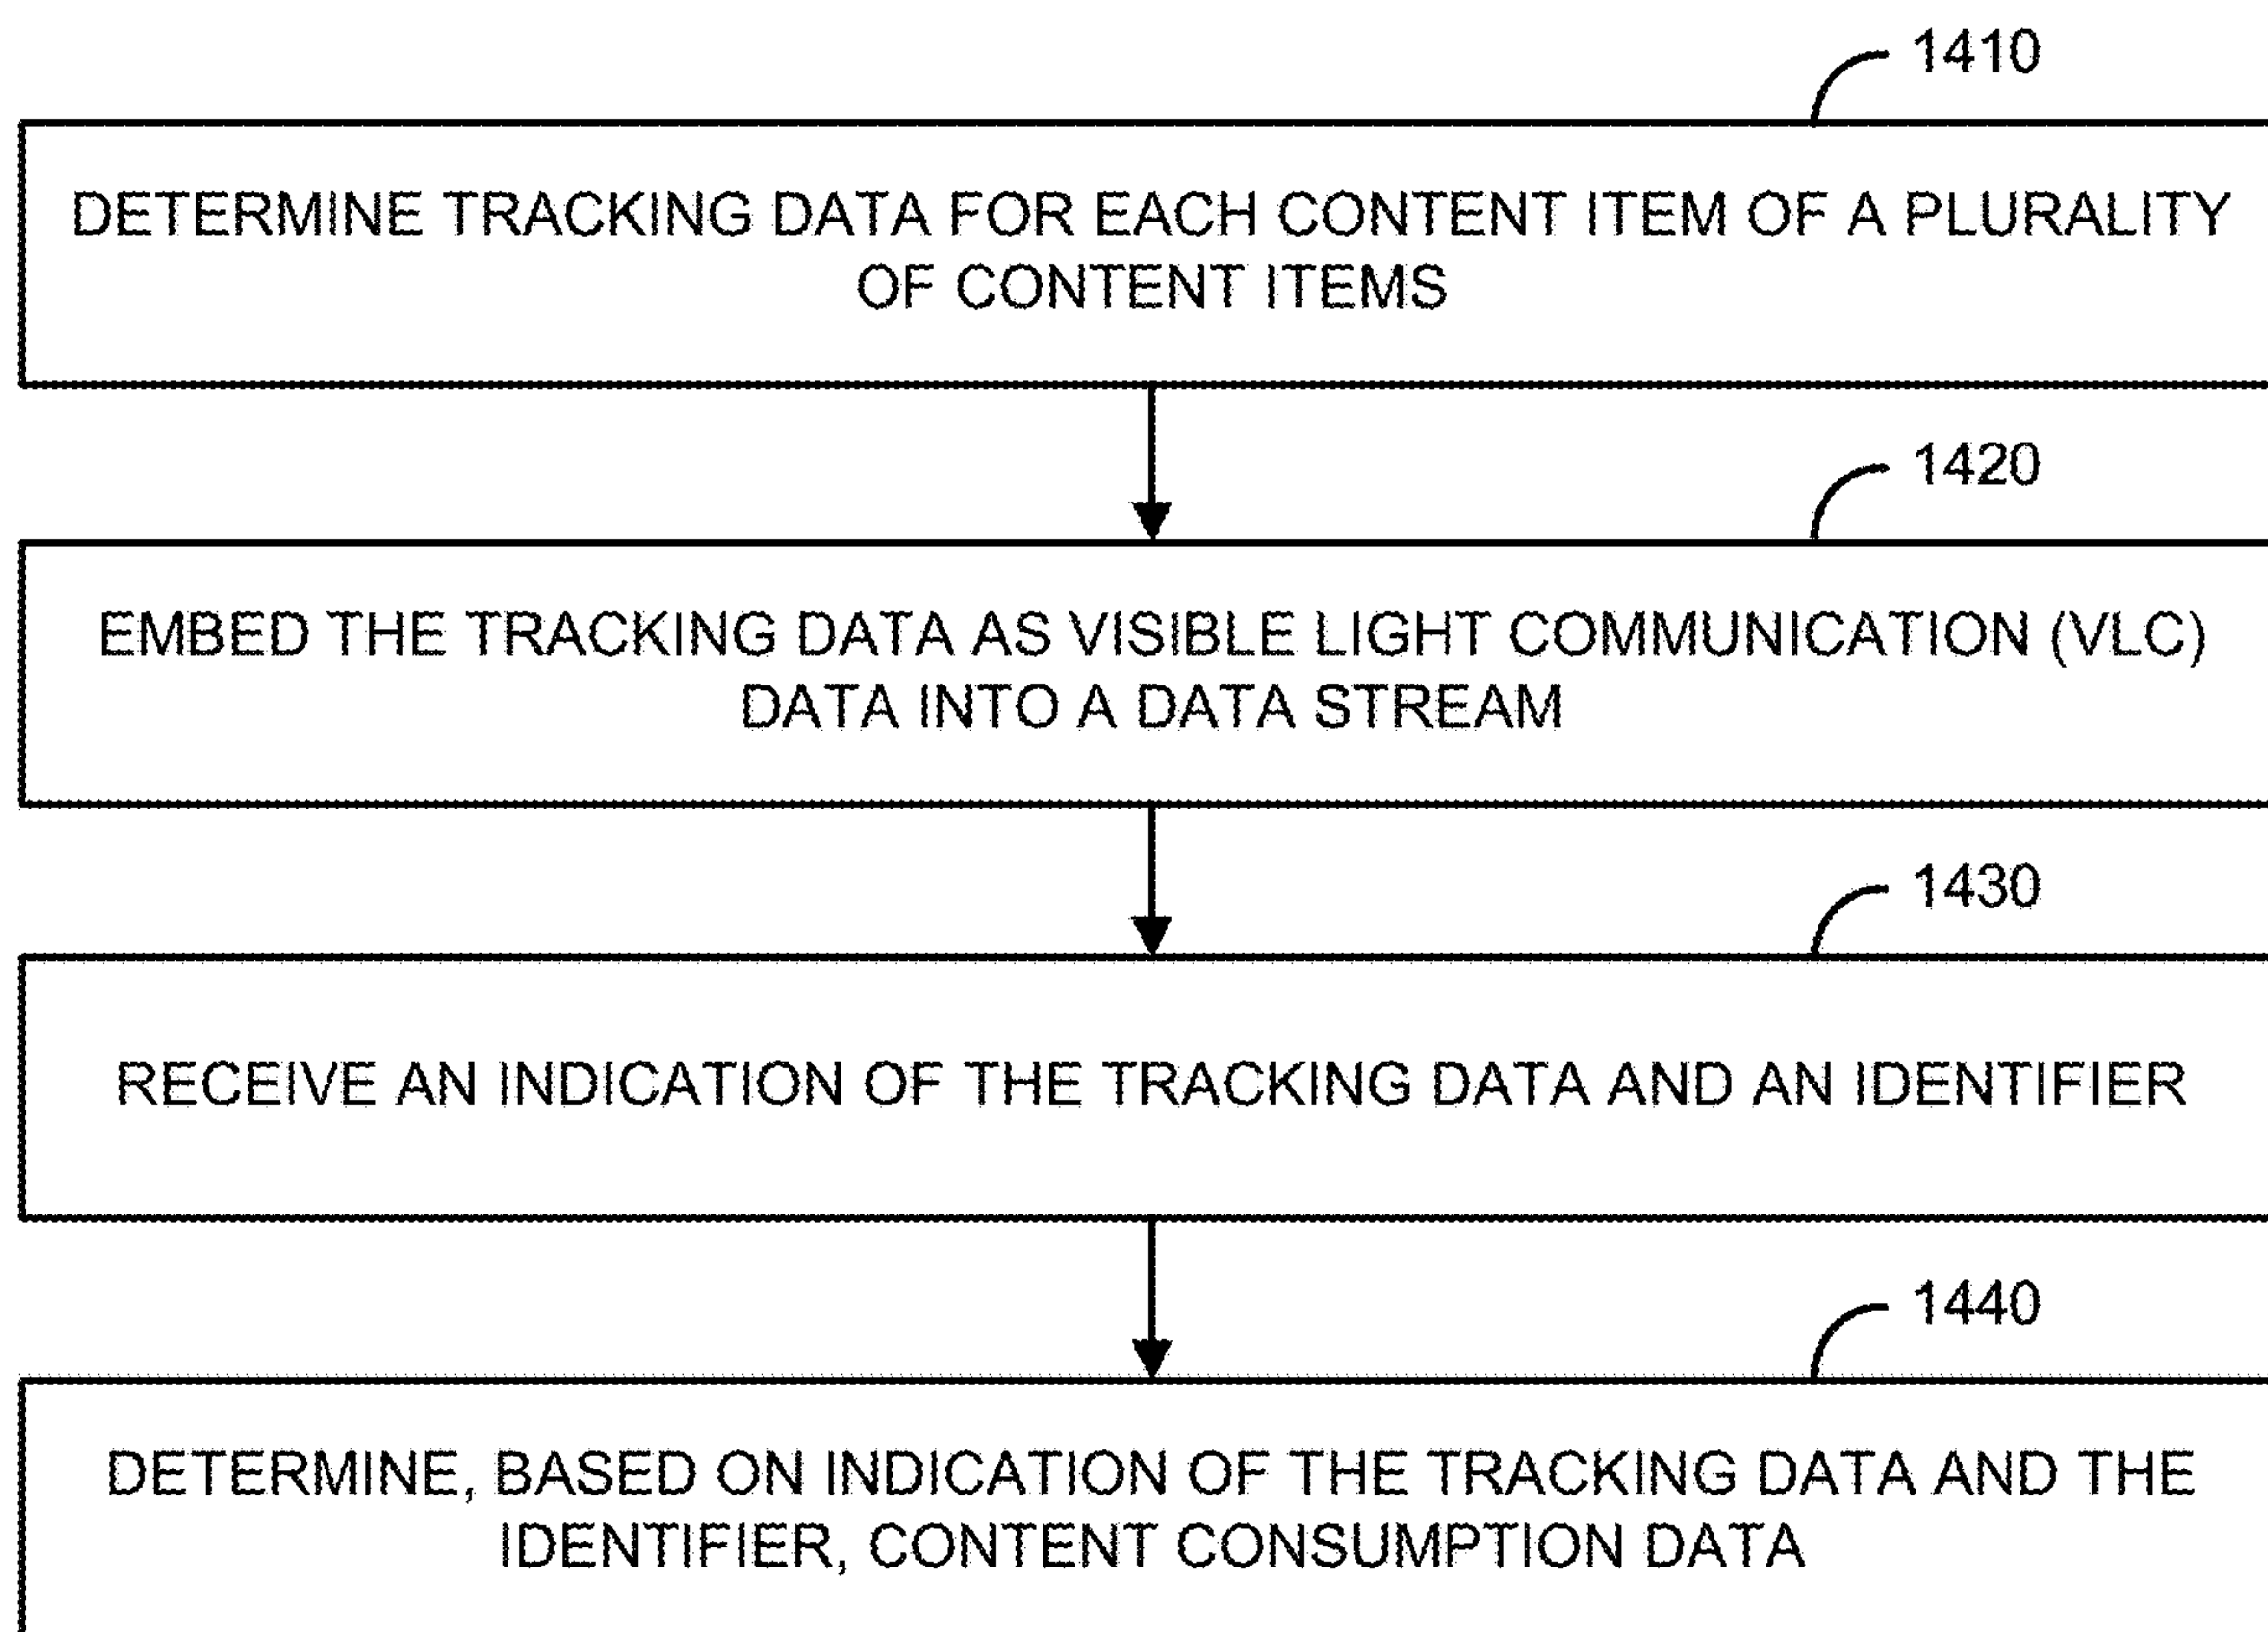 1410
DETERMINE TRACKING DATA FOR EACH CONTENT ITEM OF A PLURALITY
OF CONTENT ITEMS
1420
EMBED THE TRACKING DATA AS VISIBLE LIGHT COMMUNICATION (VLC)
DATA INTO A DATA STREAM
1430
RECEIVE AN INDICATION OF THE TRACKING DATA AND AN IDENTIFIER
1440
DETERMINE, BASED ON INDICATION OF THE TRACKING DATA AND THE
IDENTIFIER, CONTENT CONSUMPTION DATA